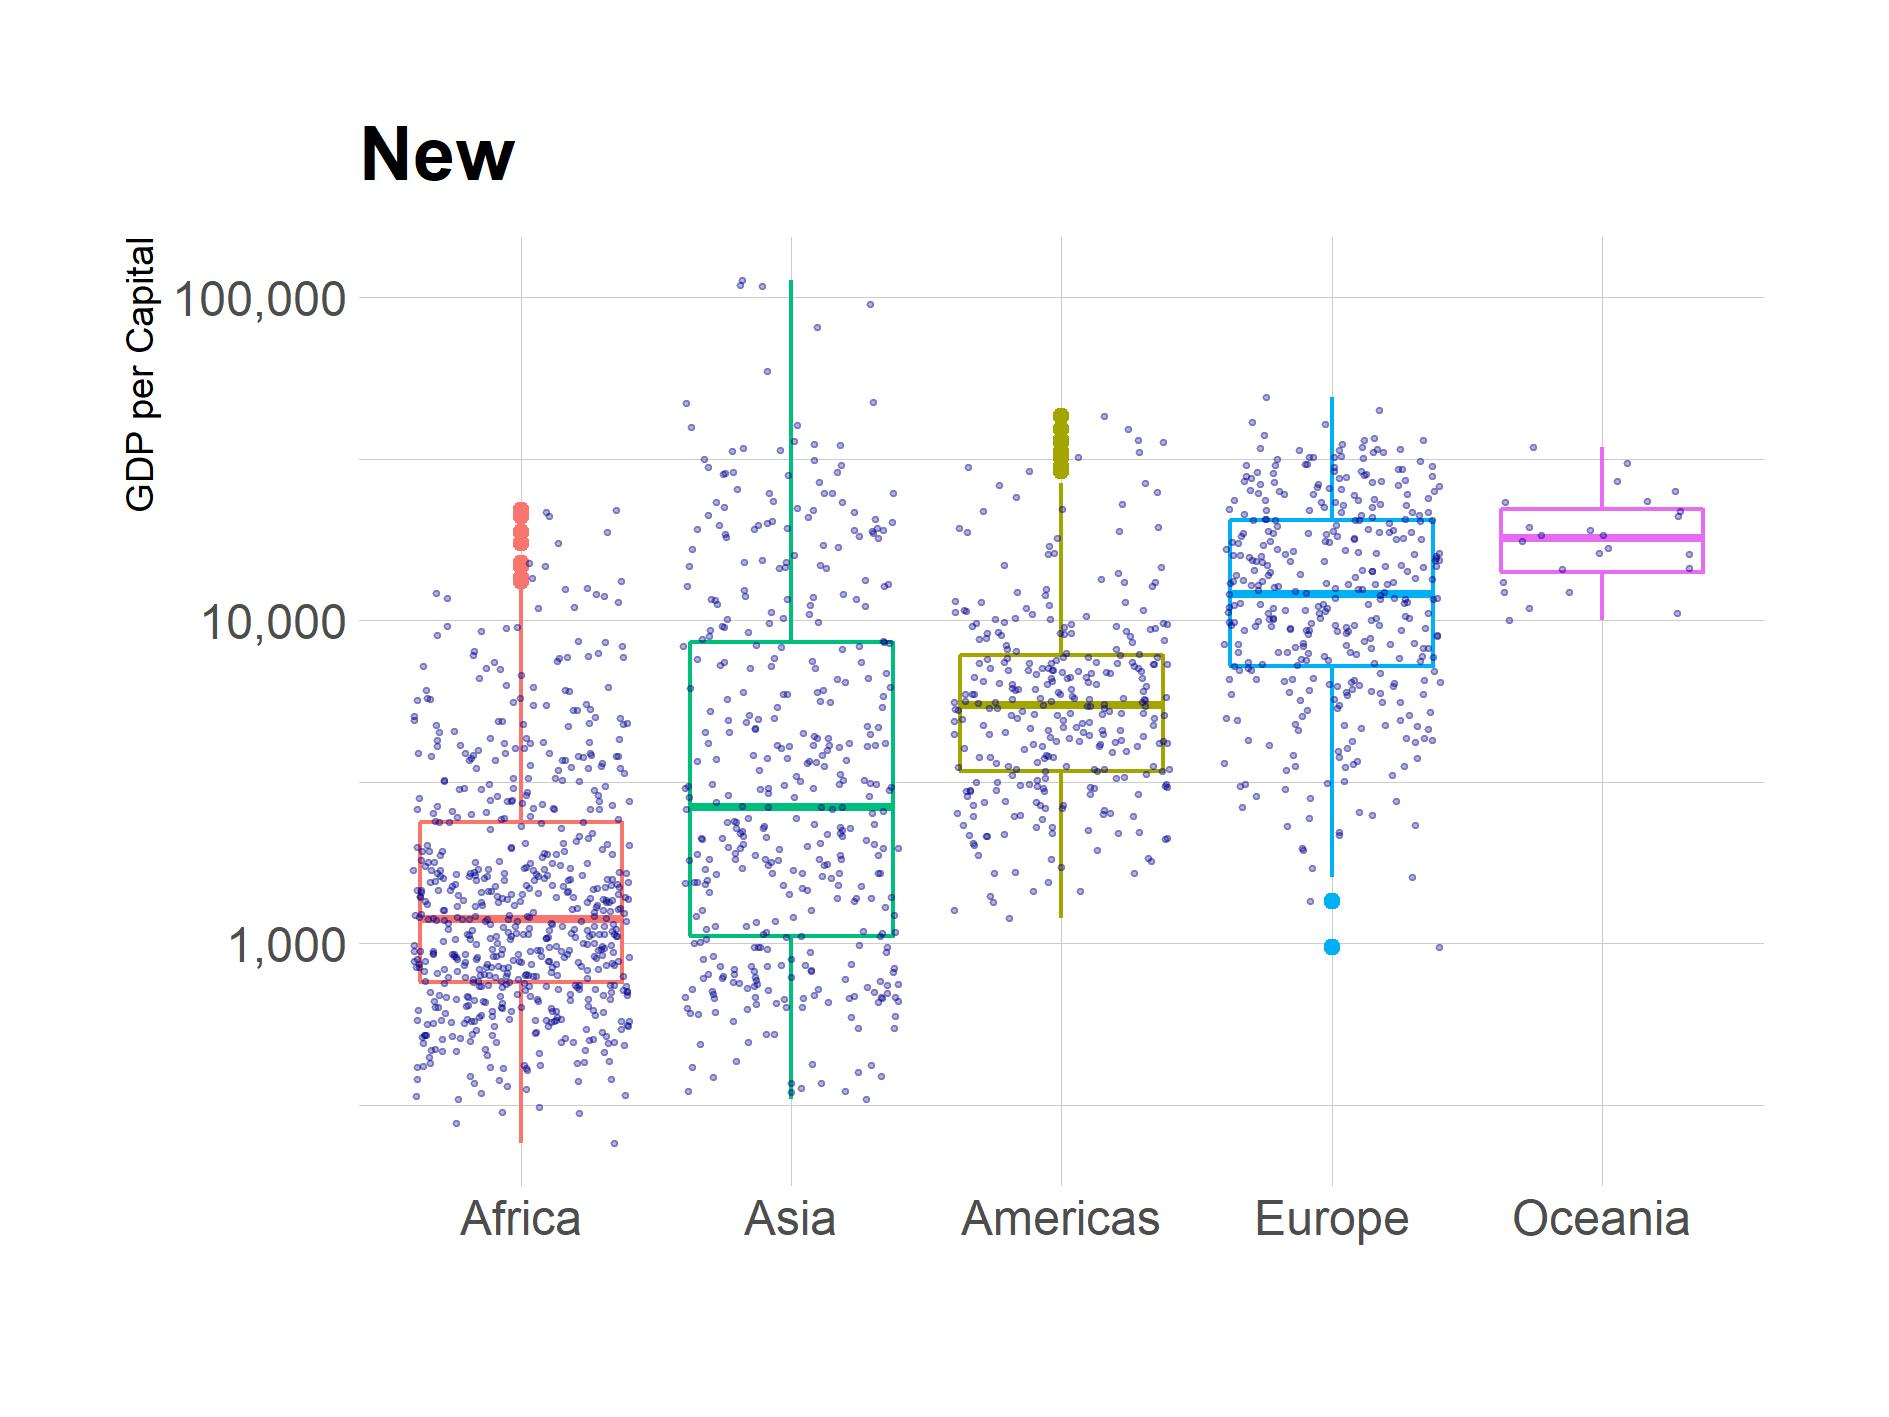 New
GDP per Capital
100,000
10,000
1,000
Africa
Asia
Americas
Europe
Oceania